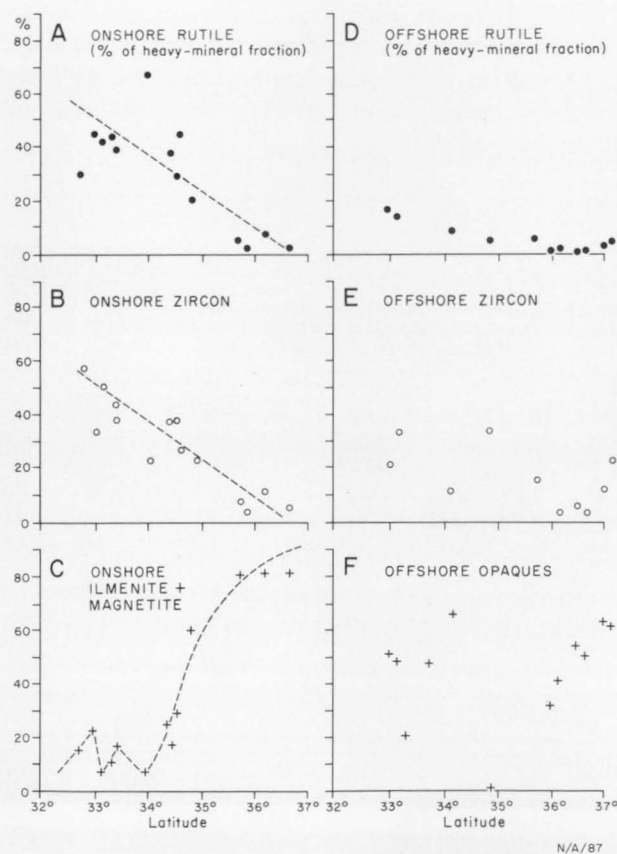 %
A ONSHORE RUTILE
(% of heavy-mineral fraction)
80
60
40
20
0
D OFFSHORE RUTILE
(% of heavy-mineral fraction)
B ONSHORE ZIRCON
60
40
20
0
E OFFSHORE ZIRCON
C ONSHORE
ILMENITE +
MAGNETITE
80
60
40
20
0
F OFFSHORE OPAQUES
32° 33° 34° 35° 36° 37°
Latitude
32° 33° 34° 35° 36° 37°
Latitude
N/A/87